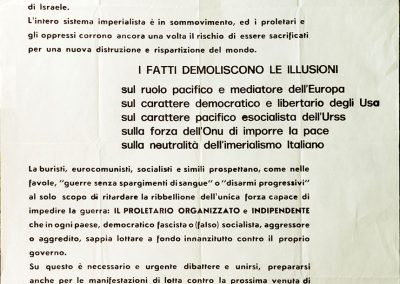 di Israele.
L'intero sistema imperialista è in sommovimento, ed i proletari e
gli oppressi corrono ancora una volta il rischio di essere sacrificati
per una nuova distruzione e rispartizione del mondo.
I FATTI DEMOLISCONO LE ILLUSIONI
sul ruolo pacifico e mediatore dell'Europa
sul carattere democratico e libertario degli Usa
sul carattere pacifico esocialista dell'Urss
sulla forza dell'Onu di imporre la pace
sulla neutralità dell'imerialismo Italiano
La buristi, eurocomunisti, socialisti e simili prospettano, come nelle
favole, "guerre senza spargimenti di sangue" o "disarmi progressivi"
al solo scopo di ritardare la ribbellione dell'unica forza capace di
impedire la guerra: IL PROLETARIO ORGANIZZATO e INDIPENDENTE
che in ogni paese, democratico fascista o (falso) socialista, aggressore
o aggredito, sappia lottare a fondo innanzitutto contro il proprio
governo.
Su questo è necessario e urgente dibattere e unirsi, prepararsi
anche per le manifestazioni di lotta contro la prossima venuta di